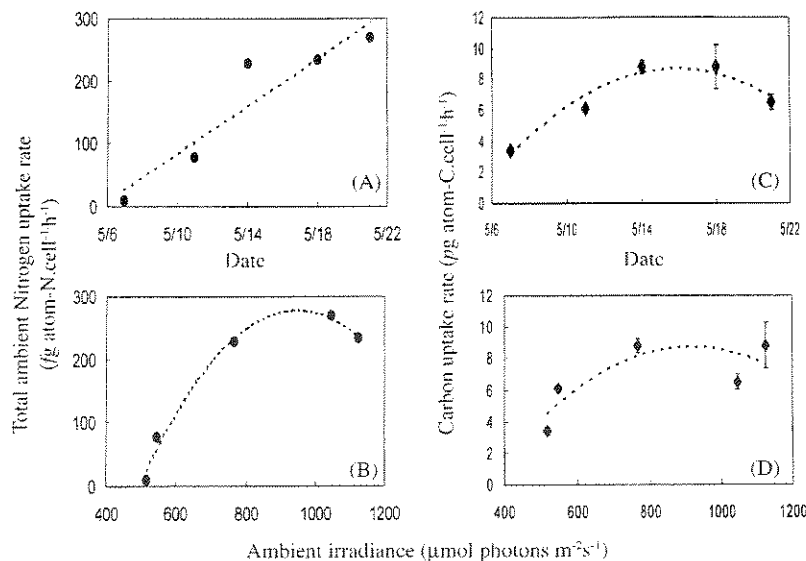 Total ambient Nitrogen uptake rate
(fg atom-N.cell⁻¹h⁻¹)
300
200
100
0
(A)
5/6 5/10 5/14 5/18 5/22
Date
300
200
100
0
(B)
400 600 800 1000 1200
Carbon uptake rate (pg atom-C.cell⁻¹h⁻¹)
12
10
8
6
4
2
0
(C)
5/6 5/10 5/14 5/18 5/22
Date
12
10
8
6
4
2
0
(D)
400 600 800 1000 1200
Ambient irradiance (μmol photons m⁻²s⁻¹)